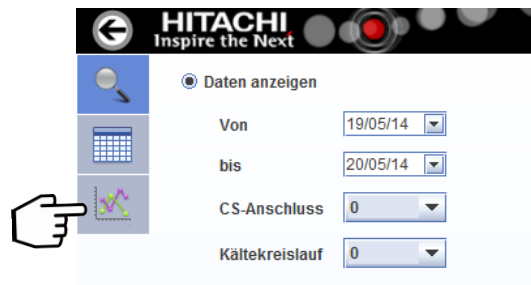 HITACHI
Inspire the Next
Daten anzeigen
Von 19/05/14
bis 20/05/14
CS-Anschluss 0
Kältekreislauf 0